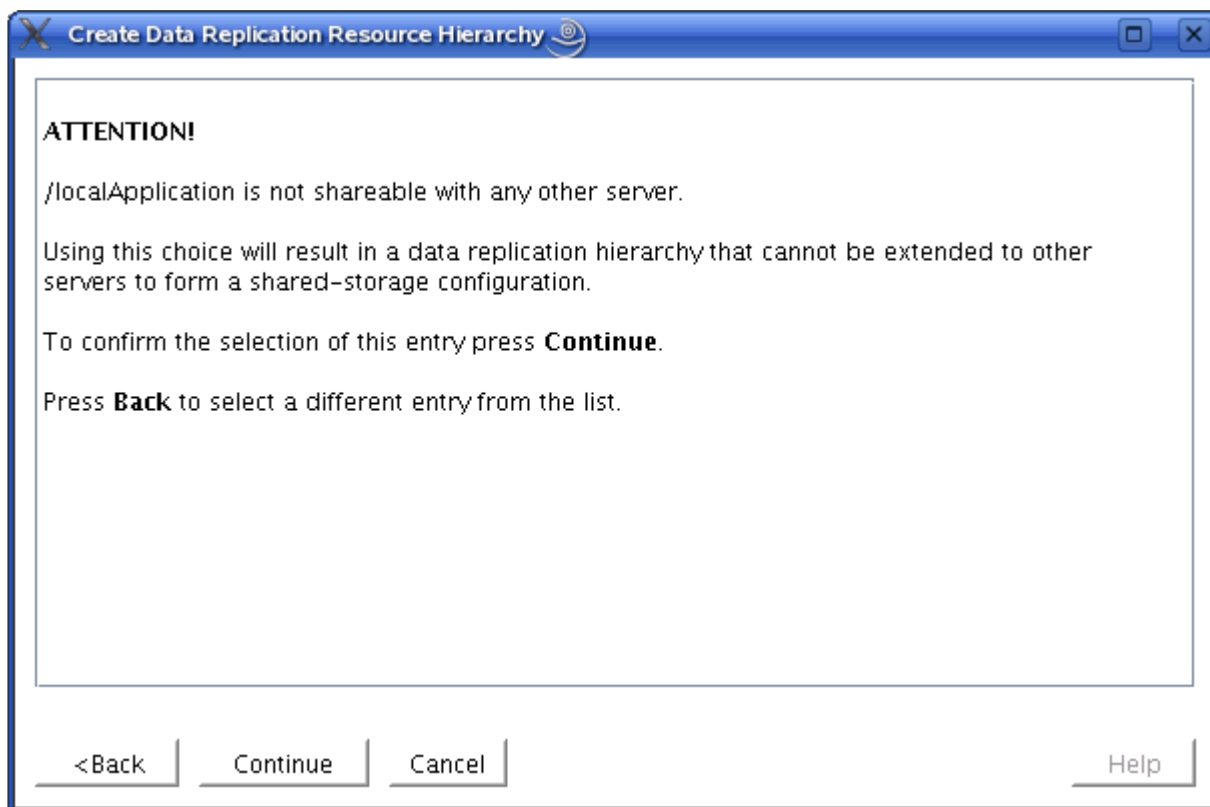 Create Data Replication Resource Hierarchy
ATTENTION!
/localApplication is not shareable with any other server.
Using this choice will result in a data replication hierarchy that cannot be extended to other
servers to form a shared-storage configuration.
To confirm the selection of this entry press Continue.
Press Back to select a different entry from the list.
<Back Continue Cancel Help